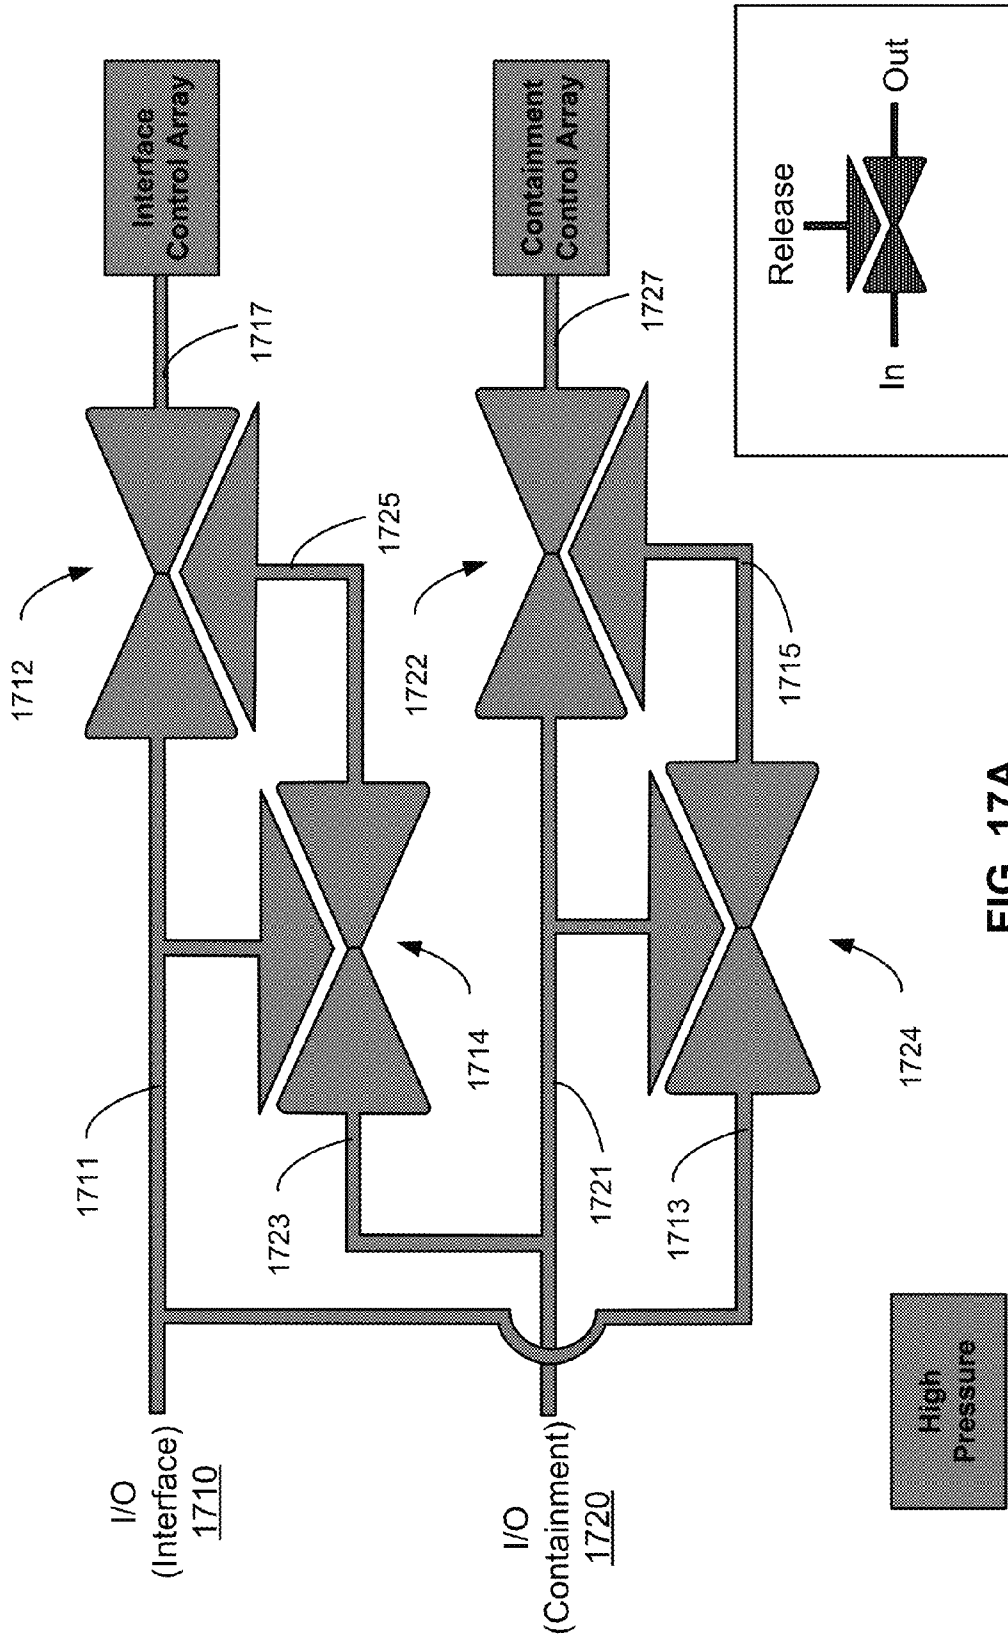 I/O
(Interface)
1710
1711
1712
1717
Interface
Control Array
1725
1714
1723
I/O
(Containment)
1720
1721
1722
1727
Containment
Control Array
1715
1724
1713
High
Pressure
Release
In
Out
FIG. 17A